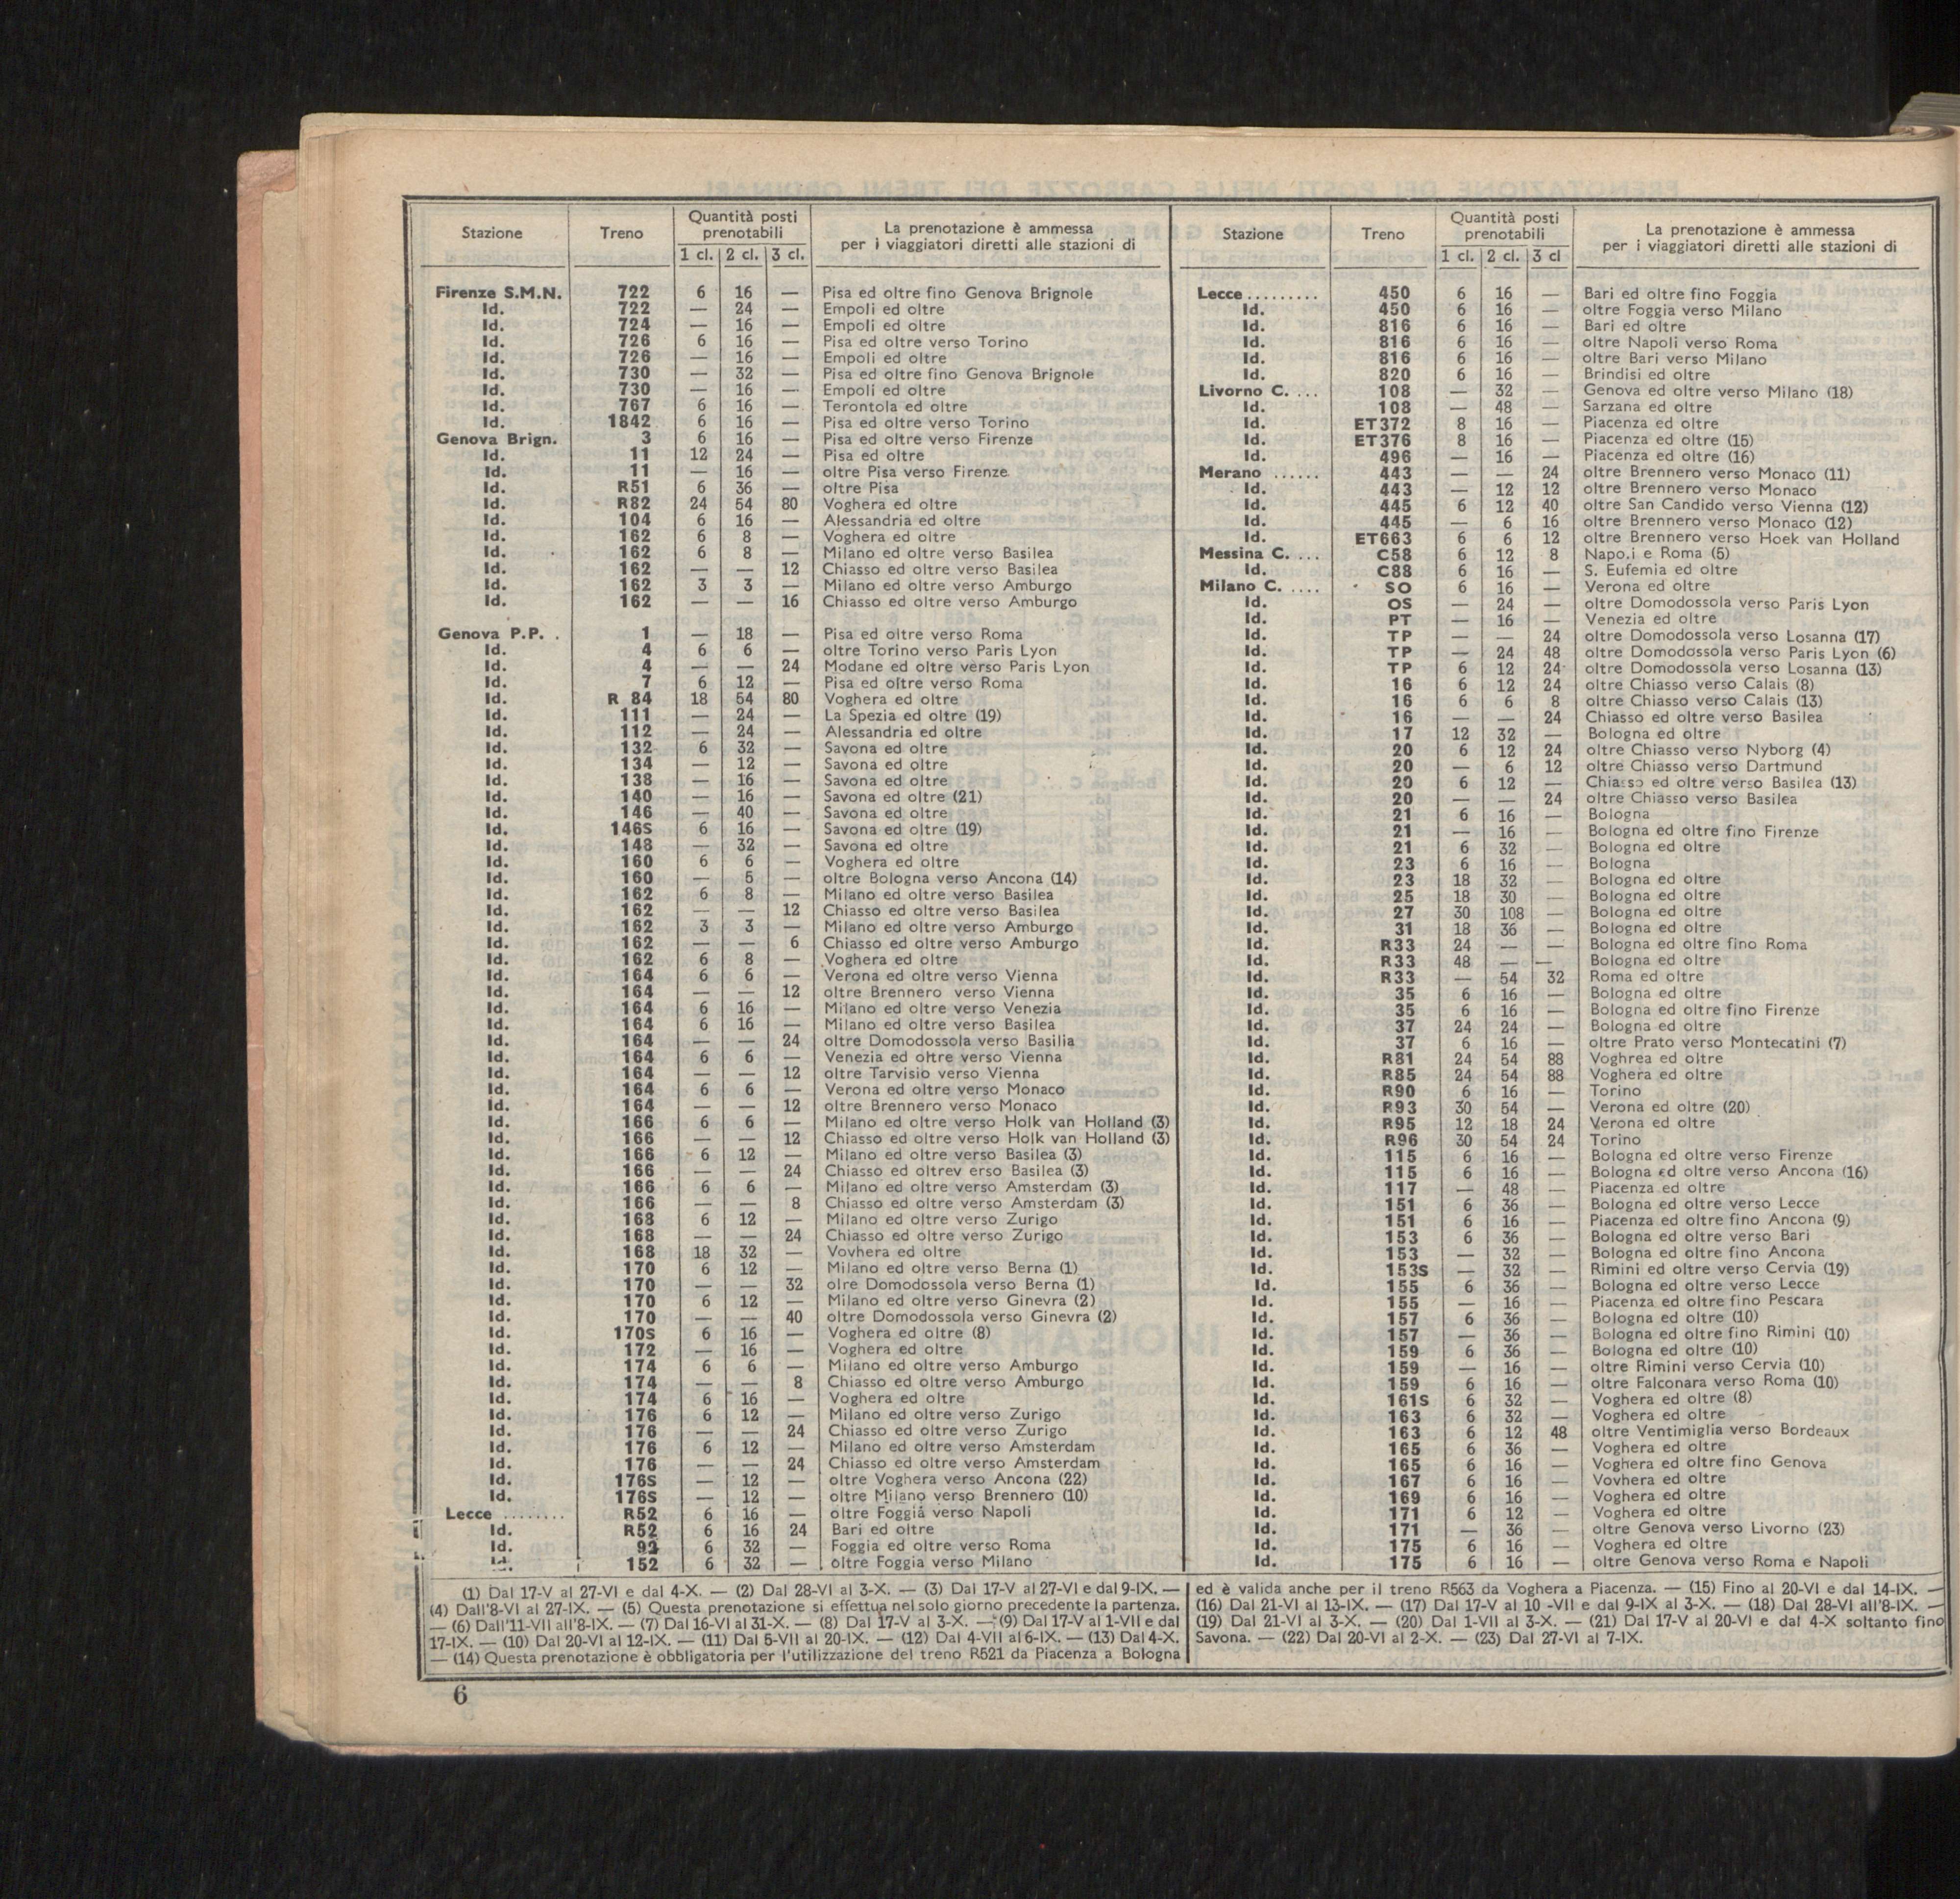 Stazione Treno Quantità posti prenotabili La prenotazione è ammessa per i viaggiatori diretti alle stazioni di
1 cl. 2 cl. 3 cl.
Firenze S.M.N. 722 6 16 — Pisa ed oltre fino Genova Brignole
Id. 722 — 24 — Empoli ed oltre
Id. 724 — 16 — Empoli ed oltre
Id. 726 6 16 — Pisa ed oltre verso Torino
Id. 726 — 16 — Empoli ed oltre
Id. 730 — 32 — Pisa ed oltre fino Genova Brignole
Id. 730 — 16 — Empoli ed oltre
Id. 767 6 16 — Terontola ed oltre
Id. 1842 6 16 — Pisa ed oltre verso Torino
Genova Brign. 3 6 16 — Pisa ed oltre verso Firenze
Id. 11 12 24 — Pisa ed oltre
Id. 11 — 16 — oltre Pisa verso Firenze
Id. R51 6 36 — oltre Pisa
Id. R82 24 54 80 Voghera ed oltre
Id. 104 6 16 — Alessandria ed oltre
Id. 162 6 8 — Voghera ed oltre
Id. 162 6 8 — Milano ed oltre verso Basilea
Id. 162 — — 12 Chiasso ed oltre verso Basilea
Id. 162 3 3 — Milano ed oltre verso Amburgo
Id. 162 — — 16 Chiasso ed oltre verso Amburgo
Genova P.P. . 1 — 18 — Pisa ed oltre verso Roma
Id. 4 6 6 — oltre Torino verso Paris Lyon
Id. 4 — — 24 Modane ed oltre verso Paris Lyon
Id. 7 6 12 — Pisa ed oltre verso Roma
Id. R 84 18 54 80 Voghera ed oltre
Id. 111 — 24 — La Spezia ed oltre (19)
Id. 112 — 24 — Alessandria ed oltre
Id. 132 6 32 — Savona ed oltre
Id. 134 — 12 — Savona ed oltre
Id. 138 — 16 — Savona ed oltre
Id. 140 — 16 — Savona ed oltre (21)
Id. 146 — 40 — Savona ed oltre
Id. 146S 6 16 — Savona ed oltre (19)
Id. 148 — 32 — Savona ed oltre
Id. 160 6 6 — Voghera ed oltre
Id. 160 — 5 — oltre Bologna verso Ancona (14)
Id. 162 6 8 — Milano ed oltre verso Basilea
Id. 162 — — 12 Chiasso ed oltre verso Basilea
Id. 162 3 3 — Milano ed oltre verso Amburgo
Id. 162 — — 6 Chiasso ed oltre verso Amburgo
Id. 162 6 8 — Voghera ed oltre
Id. 164 6 6 — Verona ed oltre verso Vienna
Id. 164 — — 12 oltre Brennero verso Vienna
Id. 164 6 16 — Milano ed oltre verso Venezia
Id. 164 6 16 — Milano ed oltre verso Basilea
Id. 164 — — 24 oltre Domodossola verso Basilia
Id. 164 6 6 — Venezia ed oltre verso Vienna
Id. 164 — — 12 oltre Tarvisio verso Vienna
Id. 164 6 6 — Verona ed oltre verso Monaco
Id. 164 — — 12 oltre Brennero verso Monaco
Id. 166 6 6 — Milano ed oltre verso Holk van Holland (3)
Id. 166 — — 12 Chiasso ed oltre verso Holk van Holland (3)
Id. 166 6 12 — Milano ed oltre verso Basilea (3)
Id. 166 — — 24 Chiasso ed oltrev erso Basilea (3)
Id. 166 6 6 — Milano ed oltre verso Amsterdam (3)
Id. 166 — — 8 Chiasso ed oltre verso Amsterdam (3)
Id. 168 6 12 — Milano ed oltre verso Zurigo
Id. 168 — — 24 Chiasso ed oltre verso Zurigo
Id. 168 18 32 — Vovhera ed oltre
Id. 170 6 12 — Milano ed oltre verso Berna (1)
Id. 170 — — 32 olre Domodossola verso Berna (1)
Id. 170 6 12 — Milano ed oltre verso Ginevra (2)
Id. 170 — — 40 oltre Domodossola verso Ginevra (2)
Id. 170S 6 16 — Voghera ed oltre (8)
Id. 172 — 16 — Voghera ed oltre
Id. 174 6 6 — Milano ed oltre verso Amburgo
Id. 174 — — 8 Chiasso ed oltre verso Amburgo
Id. 174 6 16 — Voghera ed oltre
Id. 176 6 12 — Milano ed oltre verso Zurigo
Id. 176 — — 24 Chiasso ed oltre verso Zurigo
Id. 176 6 12 — Milano ed oltre verso Amsterdam
Id. 176 — — 24 Chiasso ed oltre verso Amsterdam
Id. 176S — 12 — oltre Voghera verso Ancona (22)
Id. 176S — 12 — oltre Milano verso Brennero (10)
Lecce ........ R52 6 16 — oltre Foggia verso Napoli
Id. R52 6 16 24 Bari ed oltre
Id. 92 6 32 — Foggia ed oltre verso Roma
Id. 152 6 32 — oltre Foggia verso Milano
Stazione Treno Quantità posti prenotabili La prenotazione è ammessa per i viaggiatori diretti alle stazioni di
1 cl. 2 cl. 3 cl
Lecce ......... 450 6 16 — Bari ed oltre fino Foggia
Id. 450 6 16 — oltre Foggia verso Milano
Id. 816 6 16 — Bari ed oltre
Id. 816 6 16 — oltre Napoli verso Roma
Id. 816 6 16 — oltre Bari verso Milano
Id. 820 6 16 — Brindisi ed oltre
Livorno C. ... 108 — 32 — Genova ed oltre verso Milano (18)
Id. 108 — 48 — Sarzana ed oltre
Id. ET372 8 16 — Piacenza ed oltre
Id. ET376 8 16 — Piacenza ed oltre (15)
Id. 496 — 16 — Piacenza ed oltre (16)
Merano ...... 443 — — 24 oltre Brennero verso Monaco (11)
Id. 443 — 12 12 oltre Brennero verso Monaco
Id. 445 6 12 40 oltre San Candido verso Vienna (12)
Id. 445 — 6 16 oltre Brennero verso Monaco (12)
Id. ET663 6 6 12 oltre Brennero verso Hoek van Holland
Messina C. ... C58 6 12 8 Napo.i e Roma (5)
Id. C88 6 16 — S. Eufemia ed oltre
Milano C. .... SO 6 16 — Verona ed oltre
Id. OS — 24 — oltre Domodossola verso Paris Lyon
Id. PT — 16 — Venezia ed oltre
Id. TP — — 24 oltre Domodossola verso Losanna (17)
Id. TP — 24 48 oltre Domodossola verso Paris Lyon (6)
Id. TP 6 12 24 oltre Domodossola verso Losanna (13)
Id. 16 6 12 24 oltre Chiasso verso Calais (8)
Id. 16 6 6 8 oltre Chiasso verso Calais (13)
Id. 16 — — 24 Chiasso ed oltre verso Basilea
Id. 17 12 32 — Bologna ed oltre
Id. 20 6 12 24 oltre Chiasso verso Nyborg (4)
Id. 20 — 6 12 oltre Chiasso verso Dartmund
Id. 20 6 12 — Chiasso ed oltre verso Basilea (13)
Id. 20 — — 24 oltre Chiasso verso Basilea
Id. 21 6 16 — Bologna
Id. 21 — 16 — Bologna ed oltre fino Firenze
Id. 21 6 32 — Bologna ed oltre
Id. 23 6 16 — Bologna
Id. 23 18 32 — Bologna ed oltre
Id. 25 18 30 — Bologna ed oltre
Id. 27 30 108 — Bologna ed oltre
Id. 31 18 36 — Bologna ed oltre
Id. R33 24 — — Bologna ed oltre fino Roma
Id. R33 48 — — Bologna ed oltre
Id. R33 — 54 32 Roma ed oltre
Id. 35 6 16 — Bologna ed oltre
Id. 35 6 16 — Bologna ed oltre fino Firenze
Id. 37 24 24 — Bologna ed oltre
Id. 37 6 16 — oltre Prato verso Montecatini (7)
Id. R81 24 54 88 Voghrea ed oltre
Id. R85 24 54 88 Voghera ed oltre
Id. R90 6 16 — Torino
Id. R93 30 54 — Verona ed oltre (20)
Id. R95 12 18 24 Verona ed oltre
Id. R96 30 54 24 Torino
Id. 115 6 16 — Bologna ed oltre verso Firenze
Id. 115 6 16 — Bologna ed oltre verso Ancona (16)
Id. 117 — 48 — Piacenza ed oltre
Id. 151 6 36 — Bologna ed oltre verso Lecce
Id. 151 6 16 — Piacenza ed oltre fino Ancona (9)
Id. 153 6 36 — Bologna ed oltre verso Bari
Id. 153 — 32 — Bologna ed oltre fino Ancona
Id. 153S — 32 — Rimini ed oltre verso Cervia (19)
Id. 155 6 36 — Bologna ed oltre verso Lecce
Id. 155 — 16 — Piacenza ed oltre fino Pescara
Id. 157 6 36 — Bologna ed oltre (10)
Id. 157 — 36 — Bologna ed oltre fino Rimini (10)
Id. 159 6 36 — Bologna ed oltre (10)
Id. 159 — 16 — oltre Rimini verso Cervia (10)
Id. 159 6 16 — oltre Falconara verso Roma (10)
Id. 161S 6 32 — Voghera ed oltre (8)
Id. 163 6 32 — Voghera ed oltre
Id. 163 6 12 48 oltre Ventimiglia verso Bordeaux
Id. 165 6 36 — Voghera ed oltre
Id. 165 6 16 — Voghera ed oltre fino Genova
Id. 167 6 16 — Vovhera ed oltre
Id. 169 6 16 — Voghera ed oltre
Id. 171 6 12 — Voghera ed oltre
Id. 171 — 36 — oltre Genova verso Livorno (23)
Id. 175 6 16 — Voghera ed oltre
Id. 175 6 16 — oltre Genova verso Roma e Napoli
(1) Dal 17-V al 27-VI e dal 4-X. — (2) Dal 28-VI al 3-X. — (3) Dal 17-V al 27-VI e dal 9-IX. —
(4) Dall'8-VI al 27-IX. — (5) Questa prenotazione si effettua nel solo giorno precedente la partenza.
— (6) Dall'11-VII all'8-IX. — (7) Dal 16-VI al 31-X. — (8) Dal 17-V al 3-X. — (9) Dal 17-V al 1-VII e dal
17-IX. — (10) Dal 20-VI al 12-IX. — (11) Dal 5-VII al 20-IX. — (12) Dal 4-VII al 6-IX. — (13) Dal 4-X.
— (14) Questa prenotazione è obbligatoria per l'utilizzazione del treno R521 da Piacenza a Bologna
ed è valida anche per il treno R563 da Voghera a Piacenza. — (15) Fino al 20-VI e dal 14-IX. —
(16) Dal 21-VI al 13-IX. — (17) Dal 17-V al 10 -VII e dal 9-IX al 3-X. — (18) Dal 28-VI all'8-IX. —
(19) Dal 21-VI al 3-X. — (20) Dal 1-VII al 3-X. — (21) Dal 17-V al 20-VI e dal 4-X soltanto fino
Savona. — (22) Dal 20-VI al 2-X. — (23) Dal 27-VI al 7-IX.
6